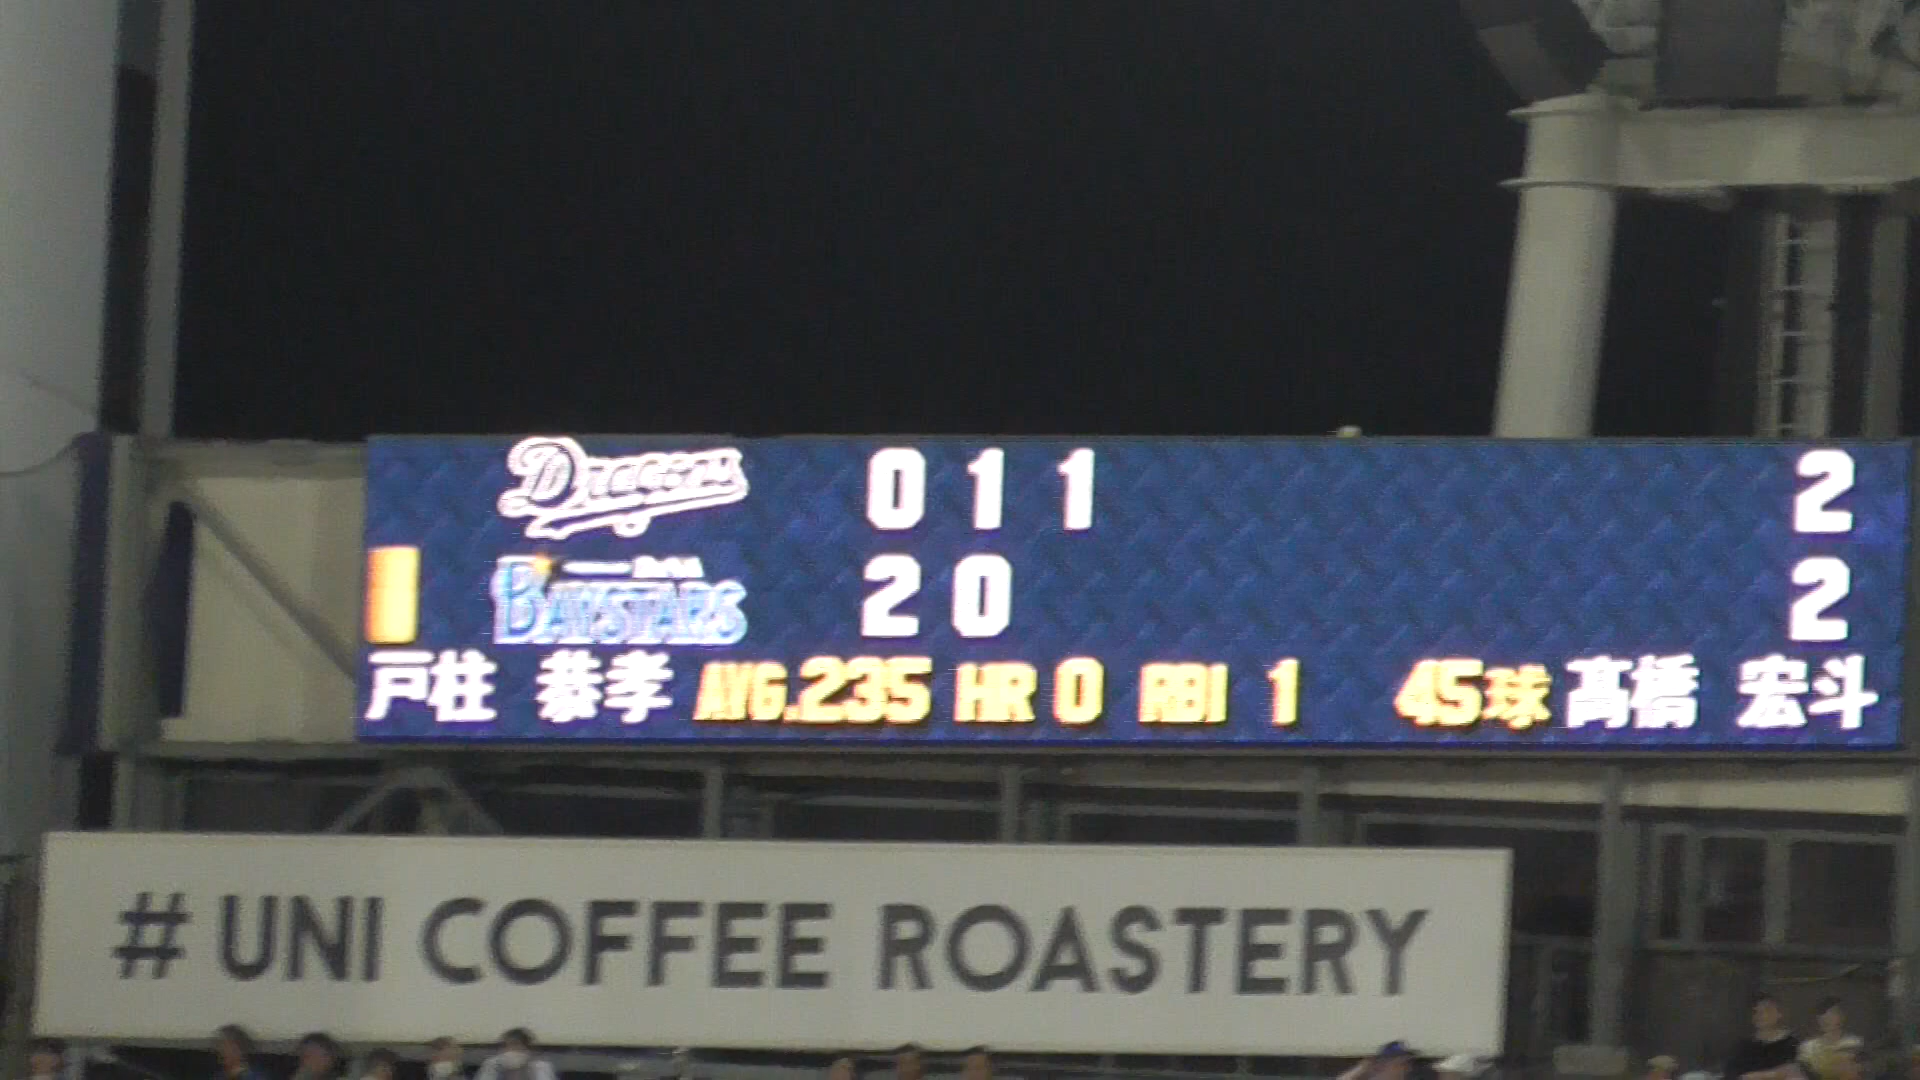 Dragons 0 1 1 2
BAYSTARS 2 0 2
戸柱 恭孝 AVG.235 HR 0 RBI 1 45球 髙橋 宏斗
# UNI COFFEE ROASTERY